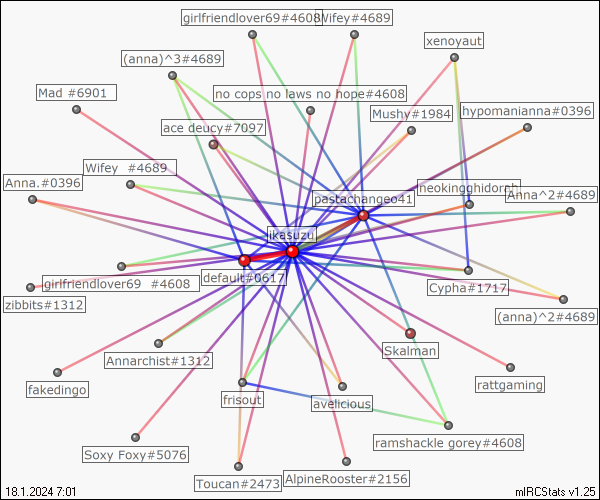 girlfriendlover69#4608
Wifey#4689
xenoyaut
(anna)^3#4689
Mad #6901
no cops no laws no hope#4608
Mushy#1984
hypomanianna#0396
ace deucy#7097
Wifey #4689
Anna.#0396
pastachangeo41
neokingghidorah
Anna^2#4689
ikasuzu
default#0617
girlfriendlover69 #4608
Cypha#1717
zibbits#1312
(anna)^2#4689
Annarchist#1312
Skalman
fakedingo
rattgaming
frisout
avelicious
ramshackle gorey#4608
Soxy Foxy#5076
Toucan#2473
AlpineRooster#2156
18.1.2024 7:01
mIRCStats v1.25